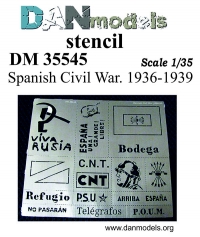 DANmodels
stencil
DM 35545 Scale 1/35
Spanish Civil War. 1936-1939
VIVA
RUSIA
ESPAÑA
UNA!
GRANDE!
LIBRE!
Bodega
C.N.T.
CNT
Refugio
P.S.U.
ARRIBA ESPAÑA
NO PASARÁN
Telégrafos
P.O.U.M.
www.danmodels.org